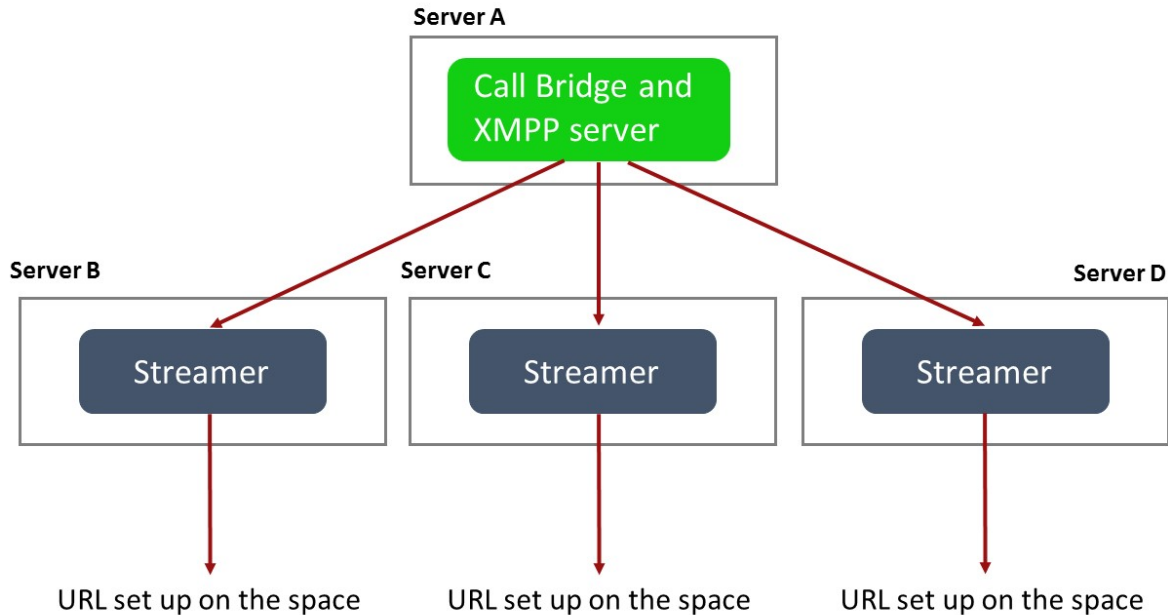 Server A
Call Bridge and
XMPP server
Server B
Server C
Server D
Streamer
Streamer
Streamer
URL set up on the space
URL set up on the space
URL set up on the space